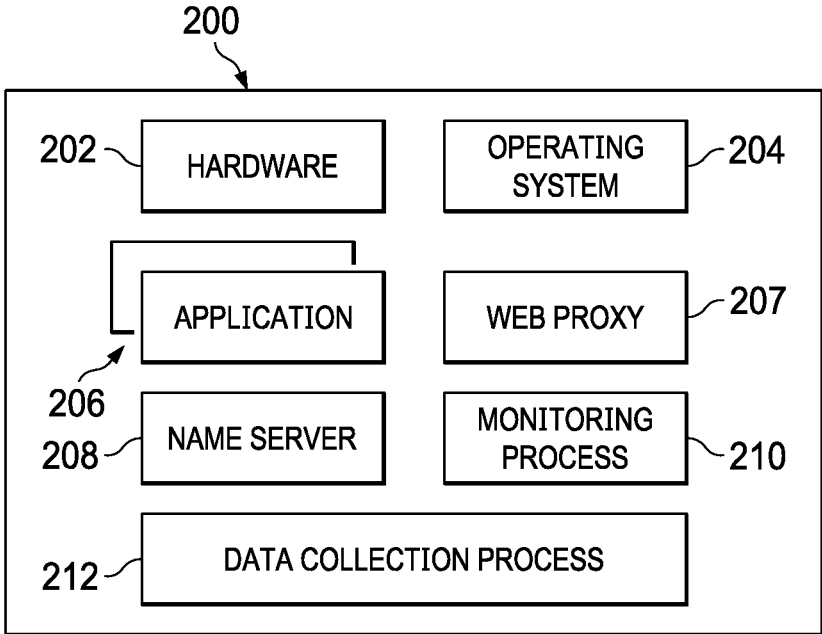 200
202
HARDWARE
OPERATING
SYSTEM
204
APPLICATION
WEB PROXY
207
206
208
NAME SERVER
MONITORING
PROCESS
210
212
DATA COLLECTION PROCESS